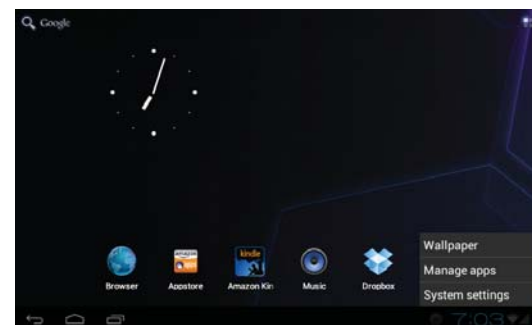 Google
Browser
Appstore
Amazon Kin
Music
Dropbox
Wallpaper
Manage apps
System settings
7:03